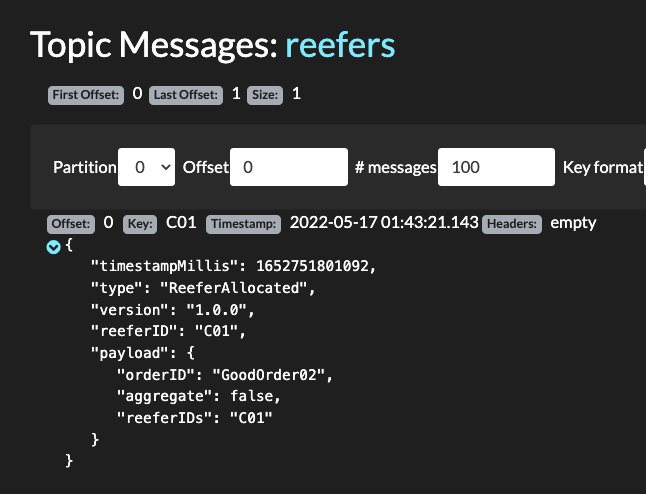 Topic Messages: reefers
First Offset: 0 Last Offset: 1 Size: 1
Partition 0 Offset 0 # messages 100 Key format
Offset: 0 Key: C01 Timestamp: 2022-05-17 01:43:21.143 Headers: empty
{
"timestampMillis": 1652751801092,
"type": "ReeferAllocated",
"version": "1.0.0",
"reeferID": "C01",
"payload": {
"orderID": "GoodOrder02",
"aggregate": false,
"reeferIDs": "C01"
}
}